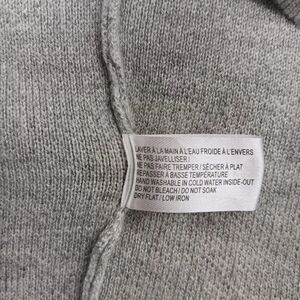 LAVER À LA MAIN À L'EAU FROIDE À L'ENVERS
NE PAS JAVELLISER /
NE PAS FAIRE TREMPER / SÉCHER À PLAT
REPASSER A BASSE TEMPÉRATURE
HAND WASHABLE IN COLD WATER INSIDE-OUT
DO NOT BLEACH / DO NOT SOAK
DRY FLAT / LOW IRON